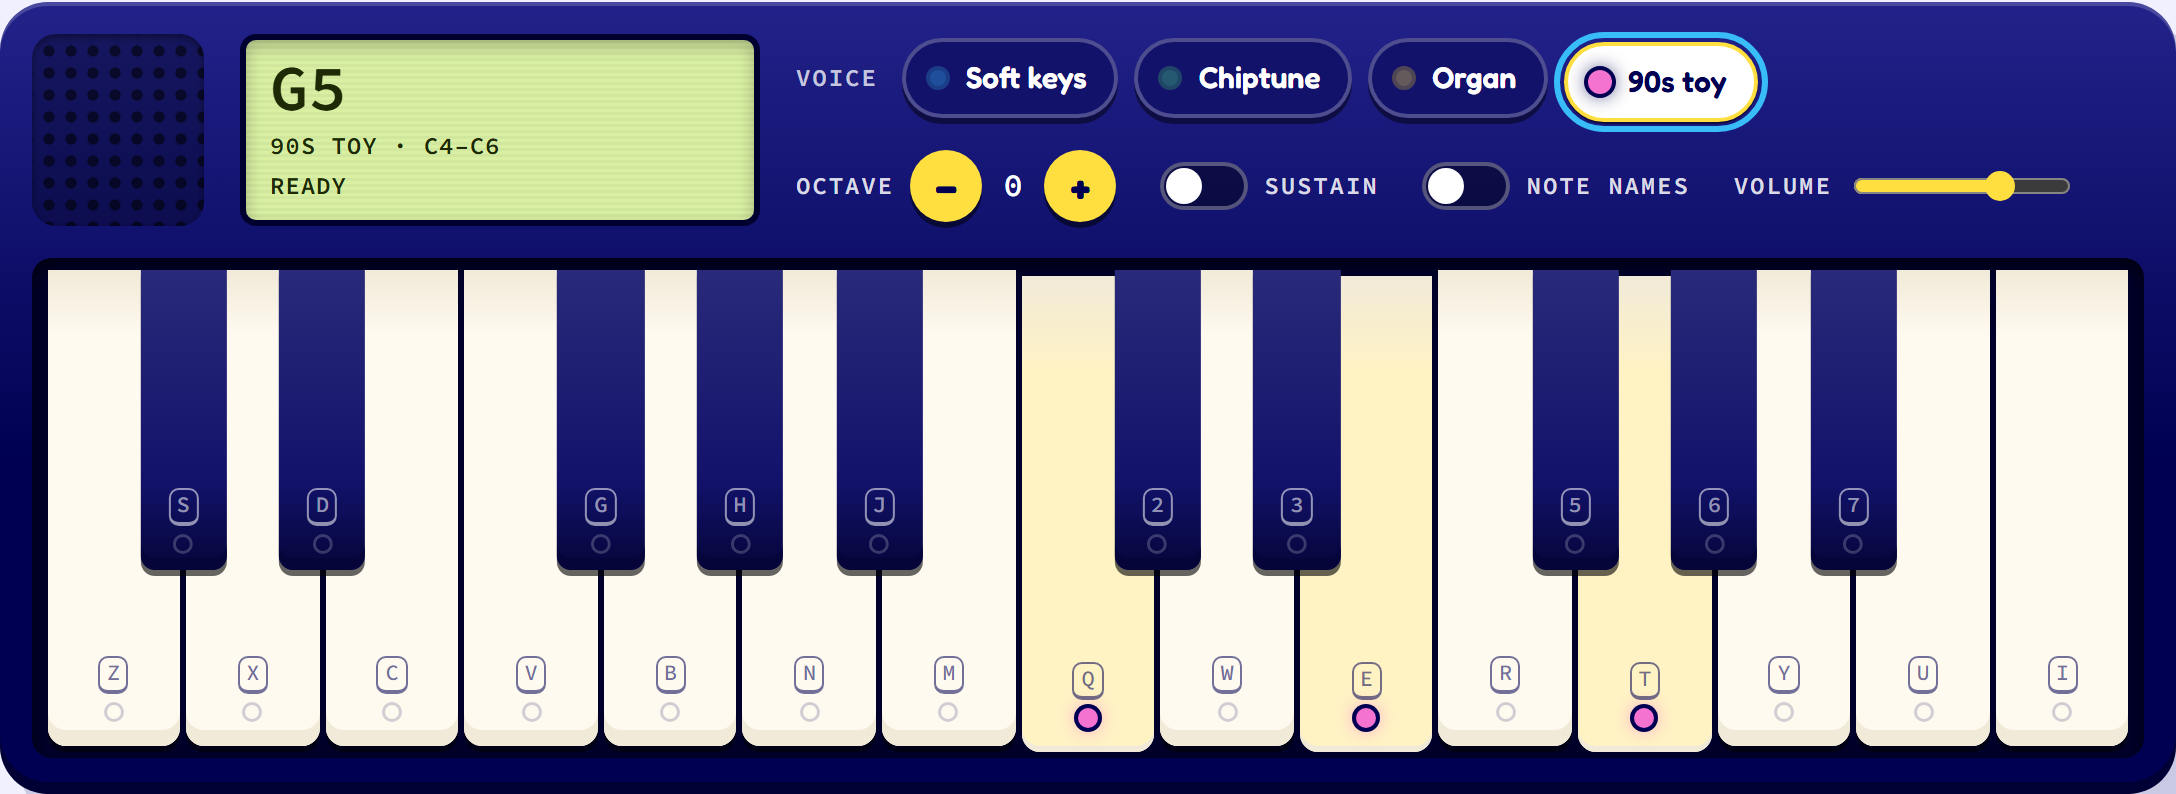 G5
90S TOY · C4–C6
READY
VOICE
Soft keys
Chiptune
Organ
90s toy
OCTAVE
−
0
+
SUSTAIN
NOTE NAMES
VOLUME
S D G H J 2 3 5 6 7
Z X C V B N M Q W E R T Y U I